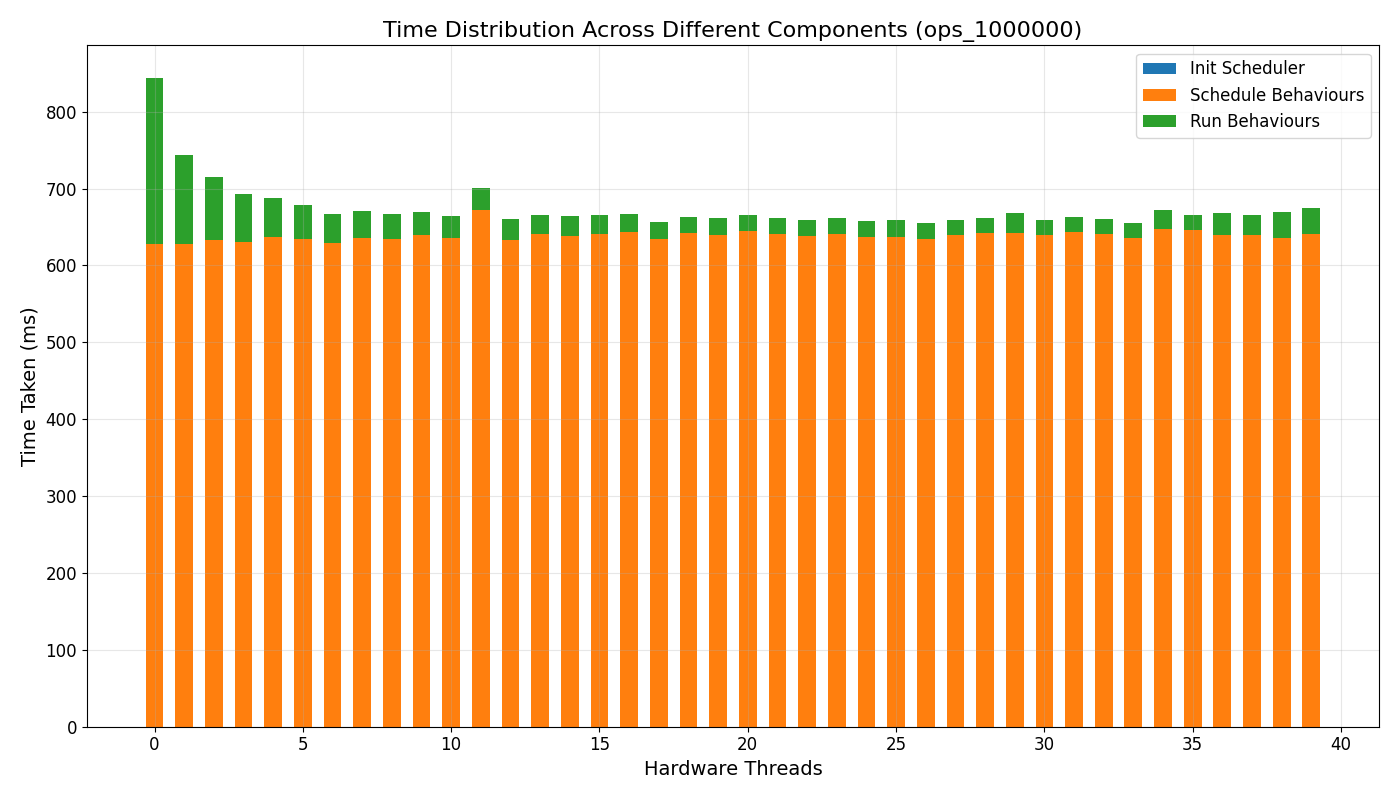 Time Distribution Across Different Components (ops_1000000)
Init Scheduler
Schedule Behaviours
Run Behaviours
Time Taken (ms)
800
700
600
500
400
300
200
100
0
0 5 10 15 20 25 30 35 40
Hardware Threads